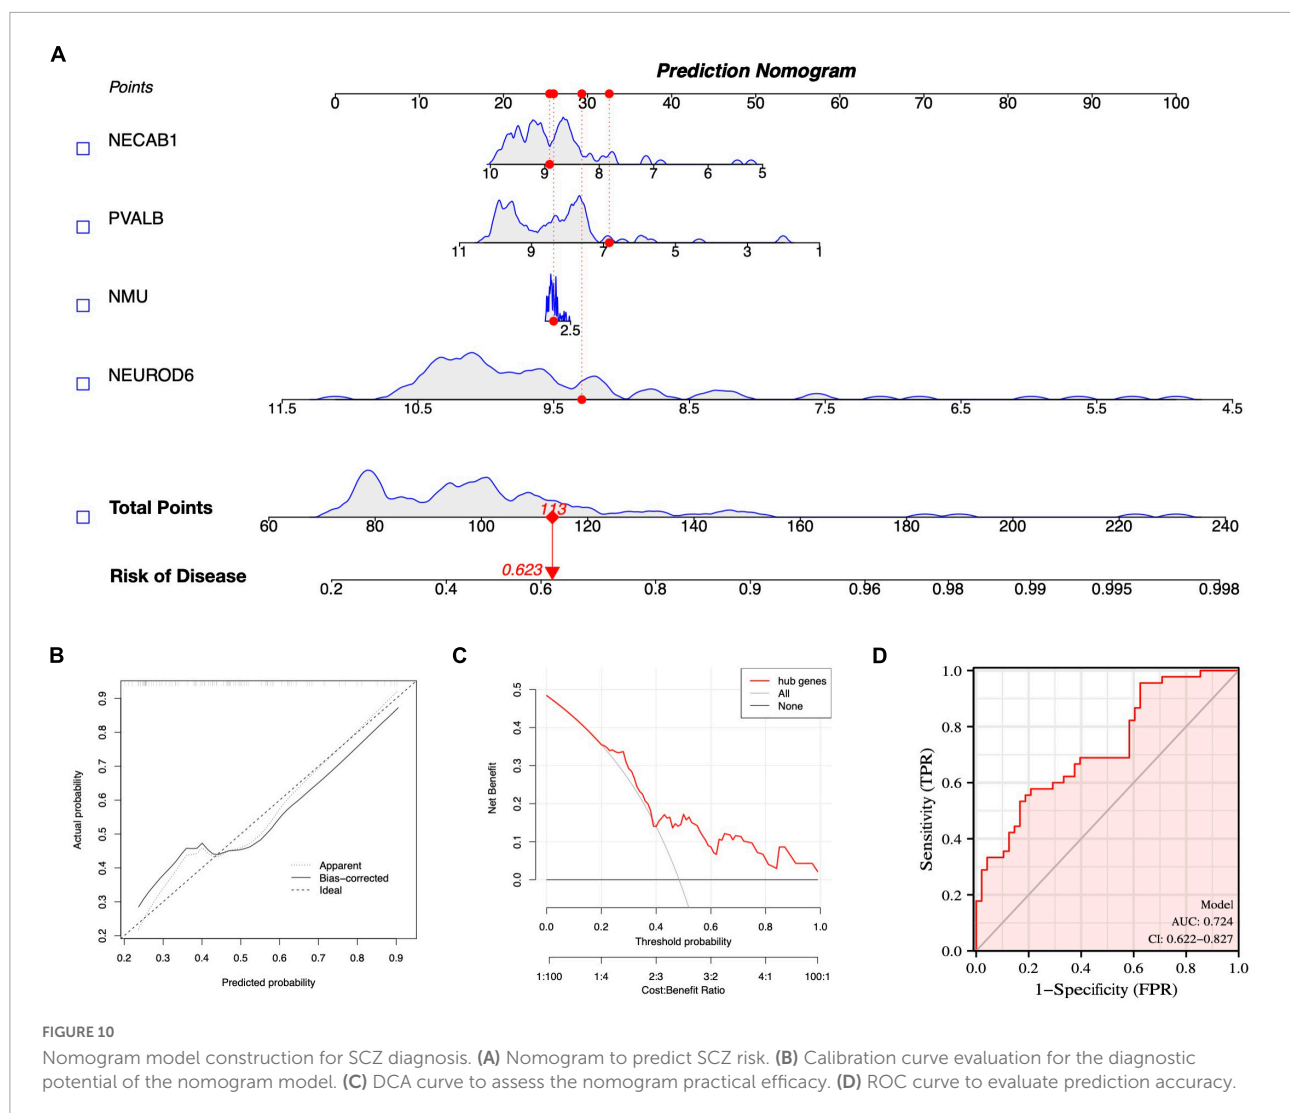 A
Prediction Nomogram
Points
0 10 20 30 40 50 60 70 80 90 100
NECAB1
10 9 8 7 6 5
PVALB
11 9 7 5 3 1
NMU
2.5
NEUROD6
11.5 10.5 9.5 8.5 7.5 6.5 5.5 4.5
Total Points
113
60 80 100 120 140 160 180 200 220 240
Risk of Disease
0.623
0.2 0.4 0.6 0.8 0.9 0.96 0.98 0.99 0.995 0.998
B
Actual probability
0.9
0.8
0.7
0.6
0.5
0.4
0.3
0.2
Apparent
Bias-corrected
Ideal
0.2 0.3 0.4 0.5 0.6 0.7 0.8 0.9
Predicted probability
C
hub genes
All
None
Net Benefit
0.5
0.4
0.3
0.2
0.1
0.0
0.0 0.2 0.4 0.6 0.8 1.0
Threshold probability
1:100 1:4 2:3 3:2 4:1 100:1
Cost:Benefit Ratio
D
Sensitivity (TPR)
1.0
0.8
0.6
0.4
0.2
0.0
Model
AUC: 0.724
CI: 0.622-0.827
0.0 0.2 0.4 0.6 0.8 1.0
1-Specificity (FPR)
FIGURE 10
Nomogram model construction for SCZ diagnosis. (A) Nomogram to predict SCZ risk. (B) Calibration curve evaluation for the diagnostic
potential of the nomogram model. (C) DCA curve to assess the nomogram practical efficacy. (D) ROC curve to evaluate prediction accuracy.